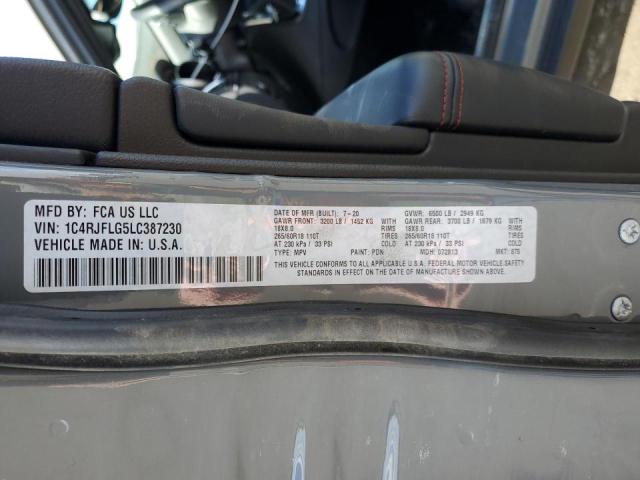 MFD BY: FCA US LLC
VIN: 1C4RJFLG5LC387230
VEHICLE MADE IN U.S.A.
DATE OF MFR (BUILT): 7-20
GAWR FRONT: 3200 LB / 1452 KG WITH
18X8.0 RIMS
265/60R18 110T TIRES
AT 230 kPa / 33 PSI COLD
TYPE: MPV PAINT: PDN
GVWR: 6500 LB / 2949 KG
GAWR REAR: 3700 LB / 1679 KG WITH
18X8.0 RIMS
265/60R18 110T TIRES
AT 230 kPa / 33 PSI COLD
MDH: 072813 MKT: 875
THIS VEHICLE CONFORMS TO ALL APPLICABLE U.S.A. FEDERAL MOTOR VEHICLE SAFETY
STANDARDS IN EFFECT ON THE DATE OF MANUFACTURE SHOWN ABOVE.